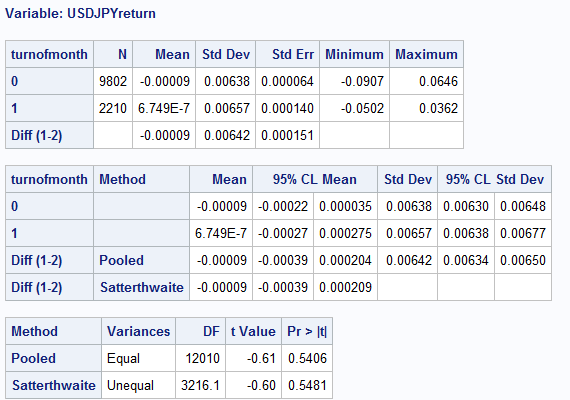 Variable: USDJPYreturn
turnofmonth N Mean Std Dev Std Err Minimum Maximum
0 9802 -0.00009 0.00638 0.000064 -0.0907 0.0646
1 2210 6.749E-7 0.00657 0.000140 -0.0502 0.0362
Diff (1-2) -0.00009 0.00642 0.000151
turnofmonth Method Mean 95% CL Mean Std Dev 95% CL Std Dev
0 -0.00009 -0.00022 0.000035 0.00638 0.00630 0.00648
1 6.749E-7 -0.00027 0.000275 0.00657 0.00638 0.00677
Diff (1-2) Pooled -0.00009 -0.00039 0.000204 0.00642 0.00634 0.00650
Diff (1-2) Satterthwaite -0.00009 -0.00039 0.000209
Method Variances DF t Value Pr > |t|
Pooled Equal 12010 -0.61 0.5406
Satterthwaite Unequal 3216.1 -0.60 0.5481